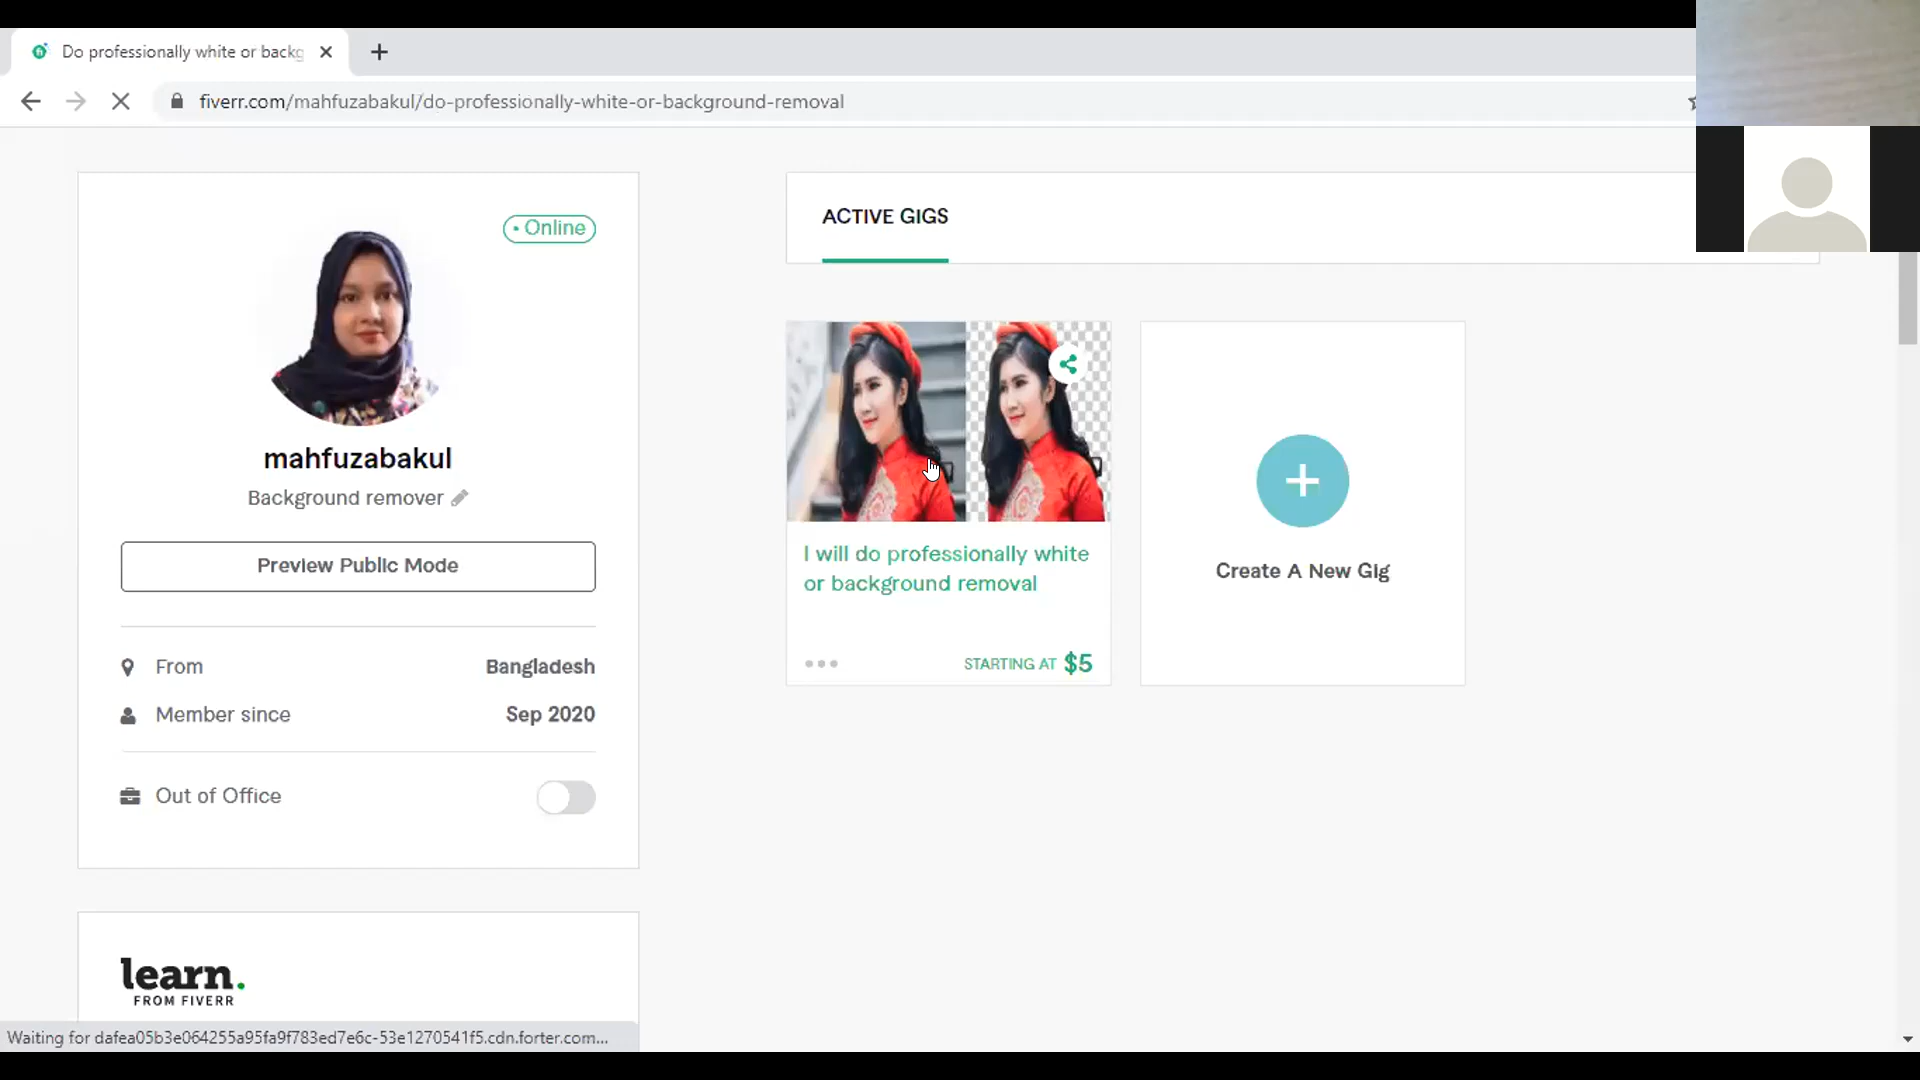 Do professionally white or backg
fiverr.com/mahfuzabakul/do-professionally-white-or-background-removal
• Online
mahfuzabakul
Background remover
Preview Public Mode
From Bangladesh
Member since Sep 2020
Out of Office
learn.
FROM FIVERR
ACTIVE GIGS
I will do professionally white
or background removal
STARTING AT $5
Create A New Gig
Waiting for dafea05b3e064255a95fa9f783ed7e6c-53e1270541f5.cdn.forter.com...